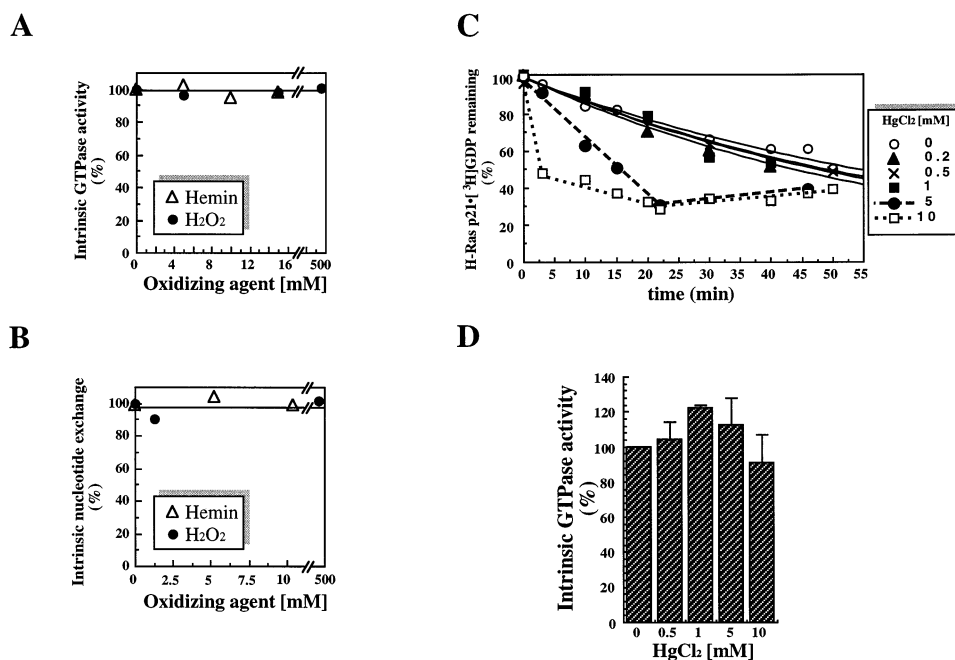 A
Intrinsic GTPase activity
(%)
100
80
60
40
20
0
Hemin
H2O2
0 4 8 12 16 500
Oxidizing agent [mM]
B
Intrinsic nucleotide exchange
(%)
100
80
60
40
20
0
Hemin
H2O2
0 2.5 5 7.5 10 500
Oxidizing agent [mM]
C
H-Ras p21•[3H]GDP remaining
(%)
100
80
60
40
20
0
0 5 10 15 20 25 30 35 40 45 50 55
time (min)
HgCl2 [mM]
0
0.2
0.5
1
5
10
D
Intrinsic GTPase activity
(%)
140
120
100
80
60
40
20
0
0 0.5 1 5 10
HgCl2 [mM]